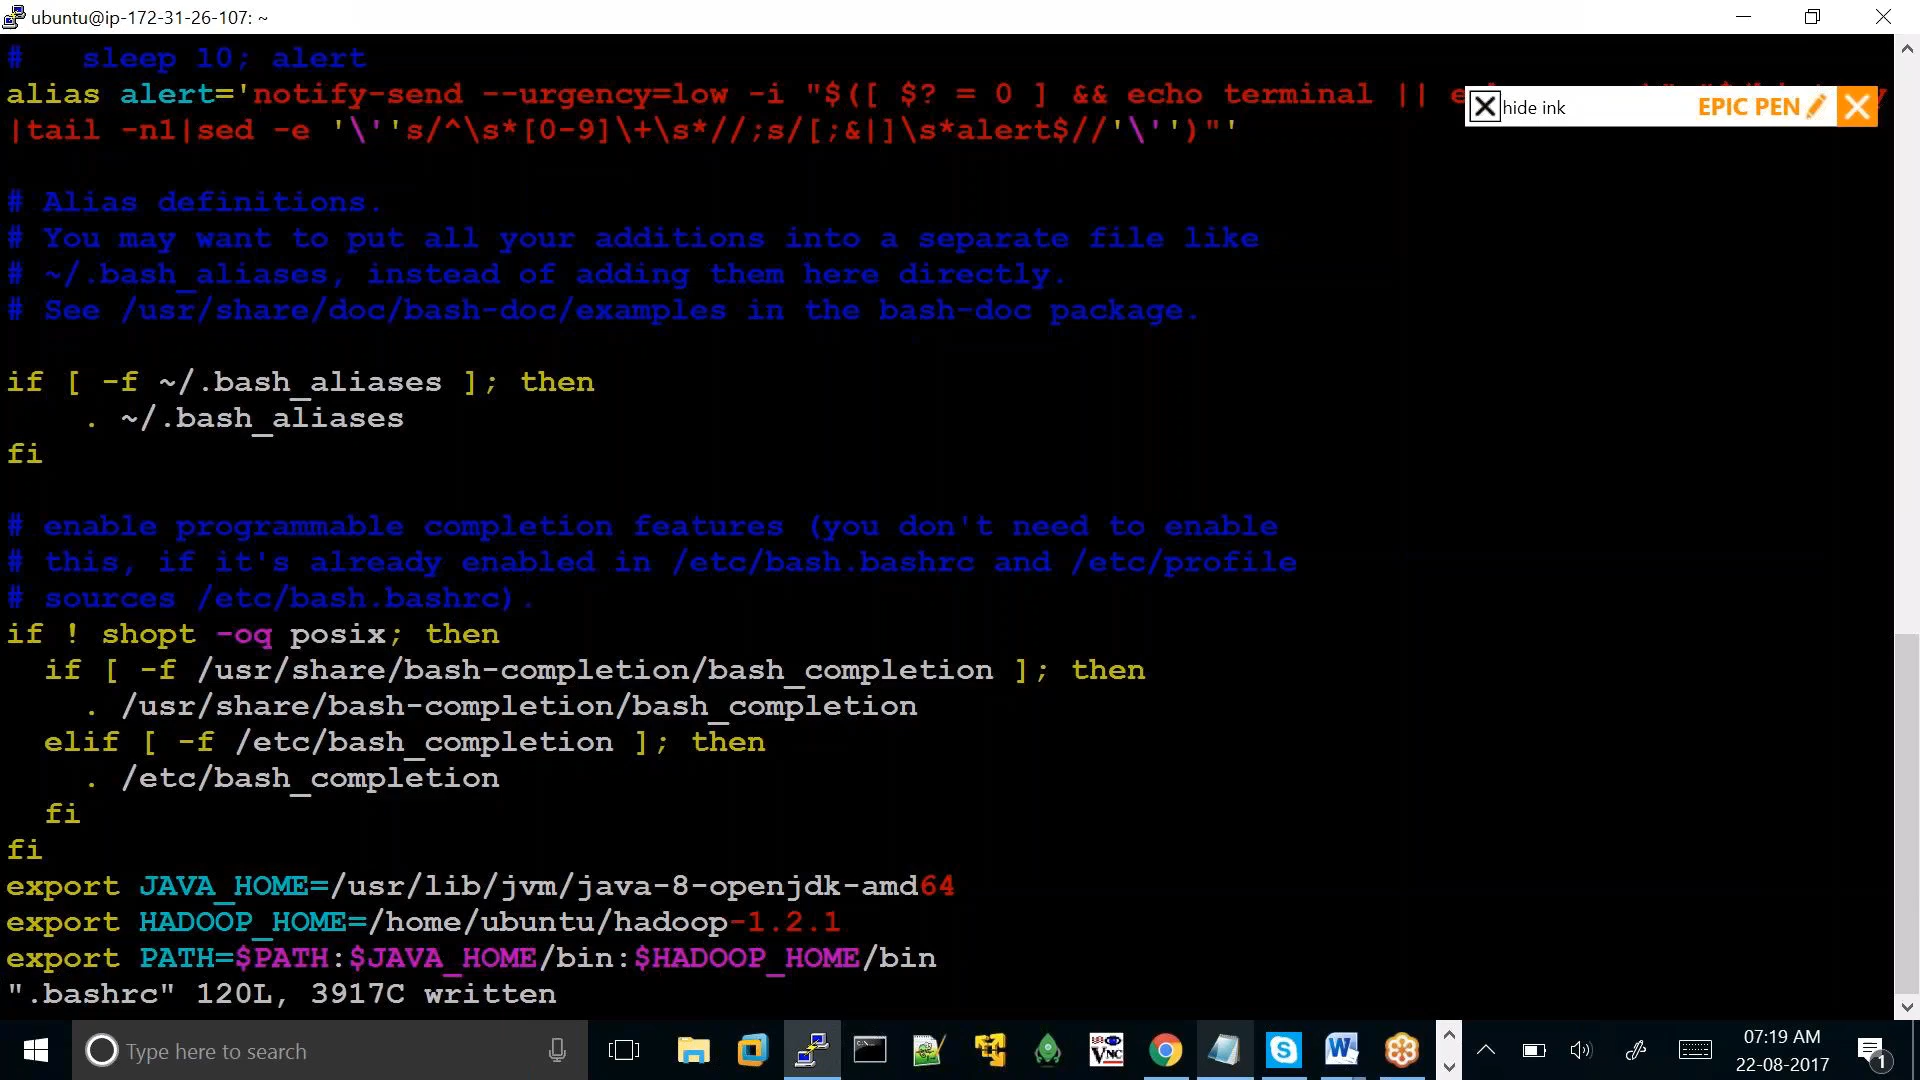 ubuntu@ip-172-31-26-107: ~
#   sleep 10; alert
alias alert='notify-send --urgency=low -i "$([ $? = 0 ] && echo terminal ||
hide ink
EPIC PEN
|tail -n1|sed -e '\''s/^\s*[0-9]\+\s*//;s/[;&|]\s*alert$//'\'')"'
# Alias definitions.
# You may want to put all your additions into a separate file like
# ~/.bash_aliases, instead of adding them here directly.
# See /usr/share/doc/bash-doc/examples in the bash-doc package.
if [ -f ~/.bash_aliases ]; then
    . ~/.bash_aliases
fi
# enable programmable completion features (you don't need to enable
# this, if it's already enabled in /etc/bash.bashrc and /etc/profile
# sources /etc/bash.bashrc).
if ! shopt -oq posix; then
  if [ -f /usr/share/bash-completion/bash_completion ]; then
    . /usr/share/bash-completion/bash_completion
  elif [ -f /etc/bash_completion ]; then
    . /etc/bash_completion
  fi
fi
export JAVA_HOME=/usr/lib/jvm/java-8-openjdk-amd64
export HADOOP_HOME=/home/ubuntu/hadoop-1.2.1
export PATH=$PATH:$JAVA_HOME/bin:$HADOOP_HOME/bin
".bashrc" 120L, 3917C written
Type here to search
07:19 AM
22-08-2017
1